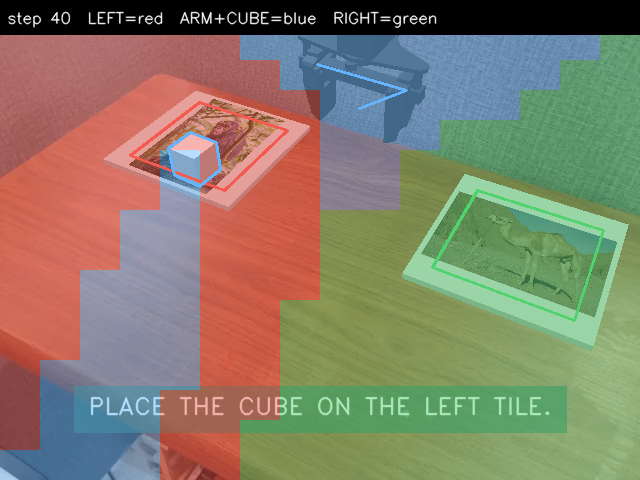 step 40 LEFT=red ARM+CUBE=blue RIGHT=green
PLACE THE CUBE ON THE LEFT TILE.